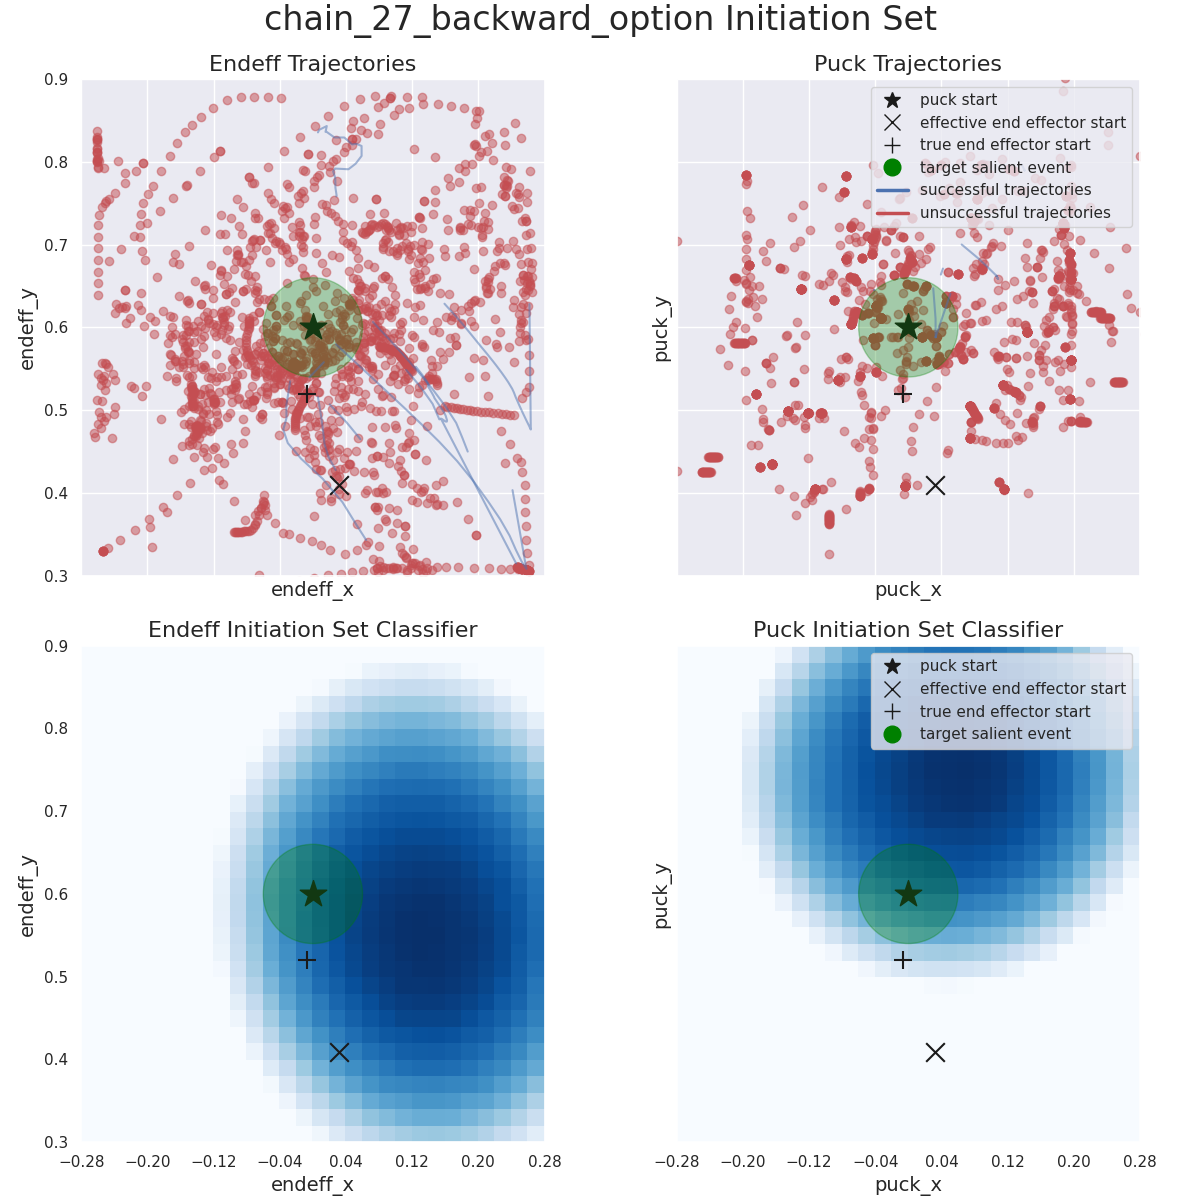 chain_27_backward_option Initiation Set
Endeff Trajectories
0.9
0.8
0.7
0.6
0.5
0.4
0.3
endeff_y
endeff_x
Puck Trajectories
puck start
effective end effector start
true end effector start
target salient event
successful trajectories
unsuccessful trajectories
puck_y
puck_x
Endeff Initiation Set Classifier
0.9
0.8
0.7
0.6
0.5
0.4
0.3
endeff_y
−0.28 −0.20 −0.12 −0.04 0.04 0.12 0.20 0.28
endeff_x
Puck Initiation Set Classifier
puck start
effective end effector start
true end effector start
target salient event
puck_y
−0.28 −0.20 −0.12 −0.04 0.04 0.12 0.20 0.28
puck_x